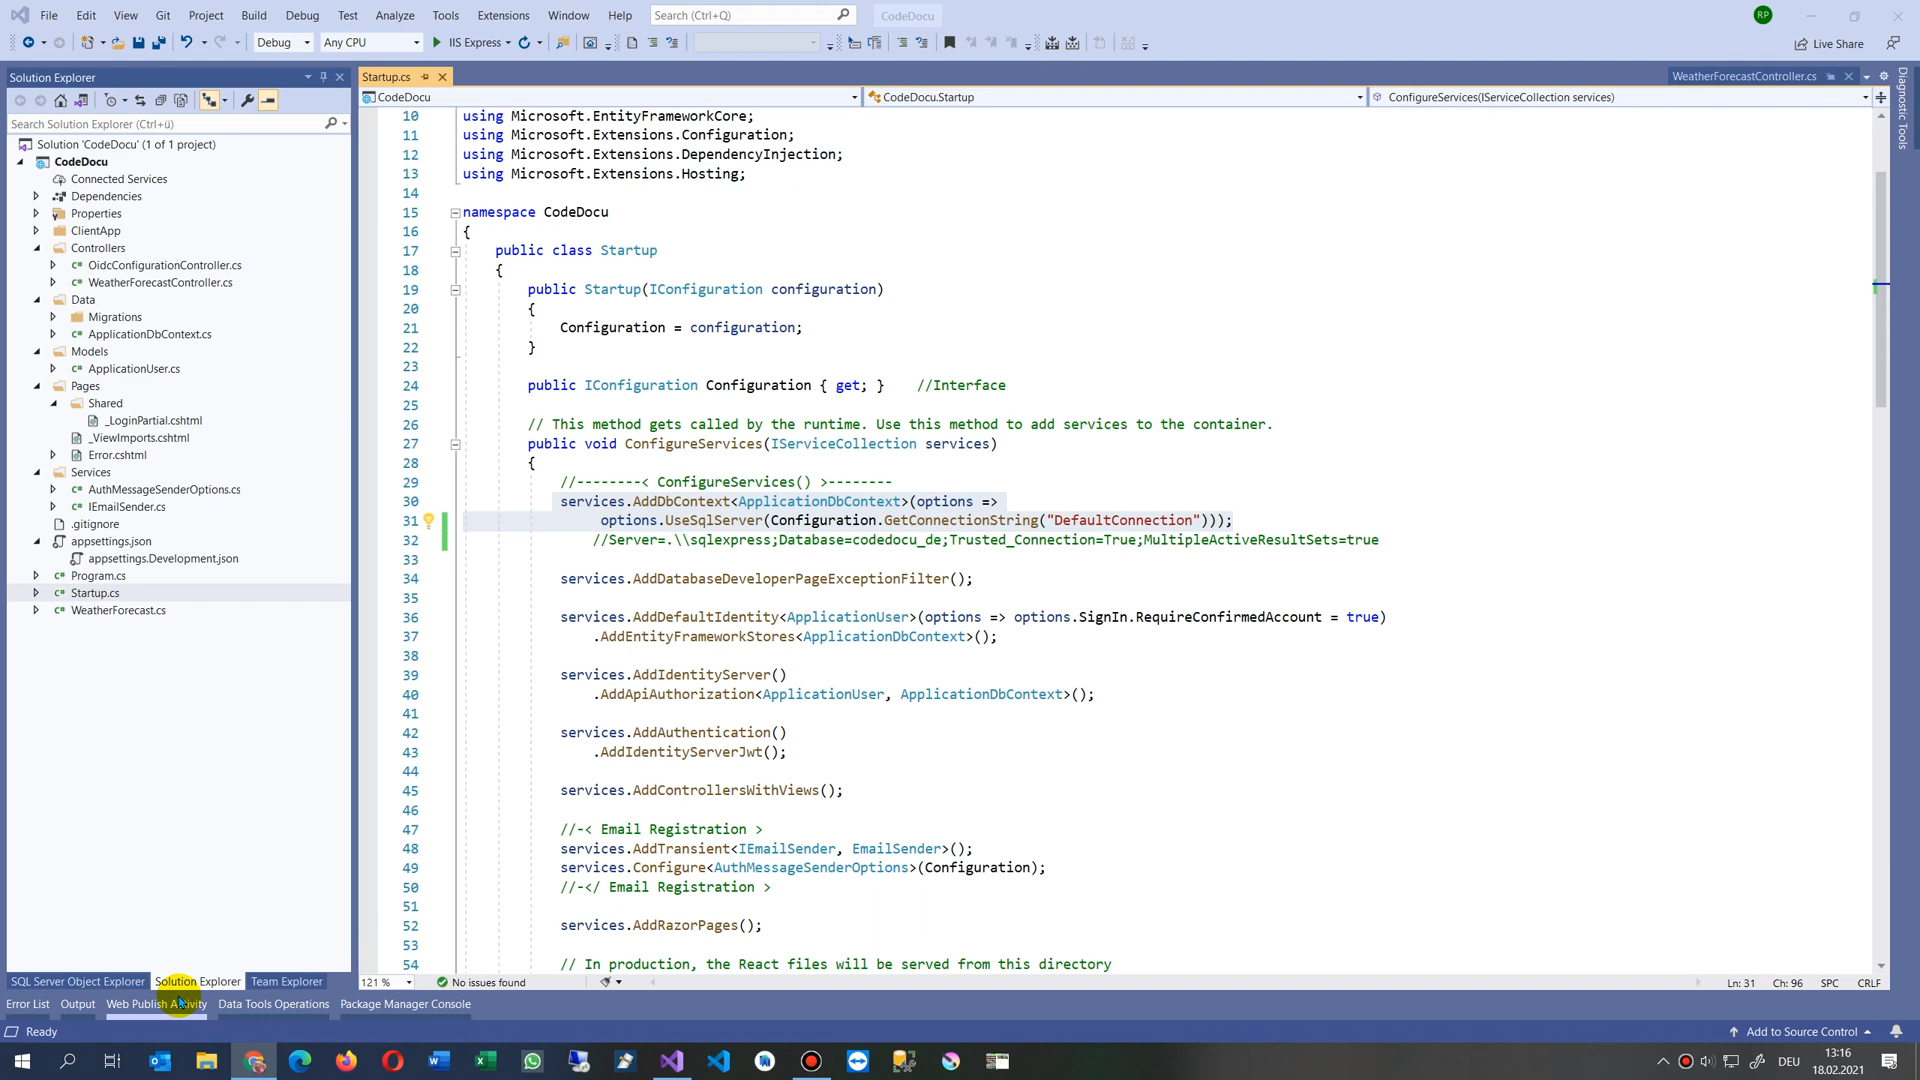 File Edit View Git Project Build Debug Test Analyze Tools Extensions Window Help Search (Ctrl+Q) CodeDocu RP
Debug Any CPU IIS Express Live Share
Solution Explorer
Search Solution Explorer (Ctrl+ü)
Solution 'CodeDocu' (1 of 1 project)
CodeDocu
Connected Services
Dependencies
Properties
ClientApp
Controllers
OidcConfigurationController.cs
WeatherForecastController.cs
Data
Migrations
ApplicationDbContext.cs
Models
ApplicationUser.cs
Pages
Shared
_LoginPartial.cshtml
_ViewImports.cshtml
Error.cshtml
Services
AuthMessageSenderOptions.cs
IEmailSender.cs
.gitignore
appsettings.json
appsettings.Development.json
Program.cs
Startup.cs
WeatherForecast.cs
SQL Server Object Explorer Solution Explorer Team Explorer
Startup.cs WeatherForecastController.cs
CodeDocu CodeDocu.Startup ConfigureServices(IServiceCollection services)
Diagnostic Tools
10 using Microsoft.EntityFrameworkCore;
11 using Microsoft.Extensions.Configuration;
12 using Microsoft.Extensions.DependencyInjection;
13 using Microsoft.Extensions.Hosting;
14
15 namespace CodeDocu
16 {
17 public class Startup
18 {
19 public Startup(IConfiguration configuration)
20 {
21 Configuration = configuration;
22 }
23
24 public IConfiguration Configuration { get; } //Interface
25
26 // This method gets called by the runtime. Use this method to add services to the container.
27 public void ConfigureServices(IServiceCollection services)
28 {
29 //--------< ConfigureServices() >--------
30 services.AddDbContext<ApplicationDbContext>(options =>
31 options.UseSqlServer(Configuration.GetConnectionString("DefaultConnection")));
32 //Server=.\\sqlexpress;Database=codedocu_de;Trusted_Connection=True;MultipleActiveResultSets=true
33
34 services.AddDatabaseDeveloperPageExceptionFilter();
35
36 services.AddDefaultIdentity<ApplicationUser>(options => options.SignIn.RequireConfirmedAccount = true)
37 .AddEntityFrameworkStores<ApplicationDbContext>();
38
39 services.AddIdentityServer()
40 .AddApiAuthorization<ApplicationUser, ApplicationDbContext>();
41
42 services.AddAuthentication()
43 .AddIdentityServerJwt();
44
45 services.AddControllersWithViews();
46
47 //-< Email Registration >
48 services.AddTransient<IEmailSender, EmailSender>();
49 services.Configure<AuthMessageSenderOptions>(Configuration);
50 //-</ Email Registration >
51
52 services.AddRazorPages();
53
54 // In production, the React files will be served from this directory
121 % No issues found Ln: 31 Ch: 96 SPC CRLF
Error List Output Web Publish Activity Data Tools Operations Package Manager Console
Ready Add to Source Control
DEU 13:16
18.02.2021